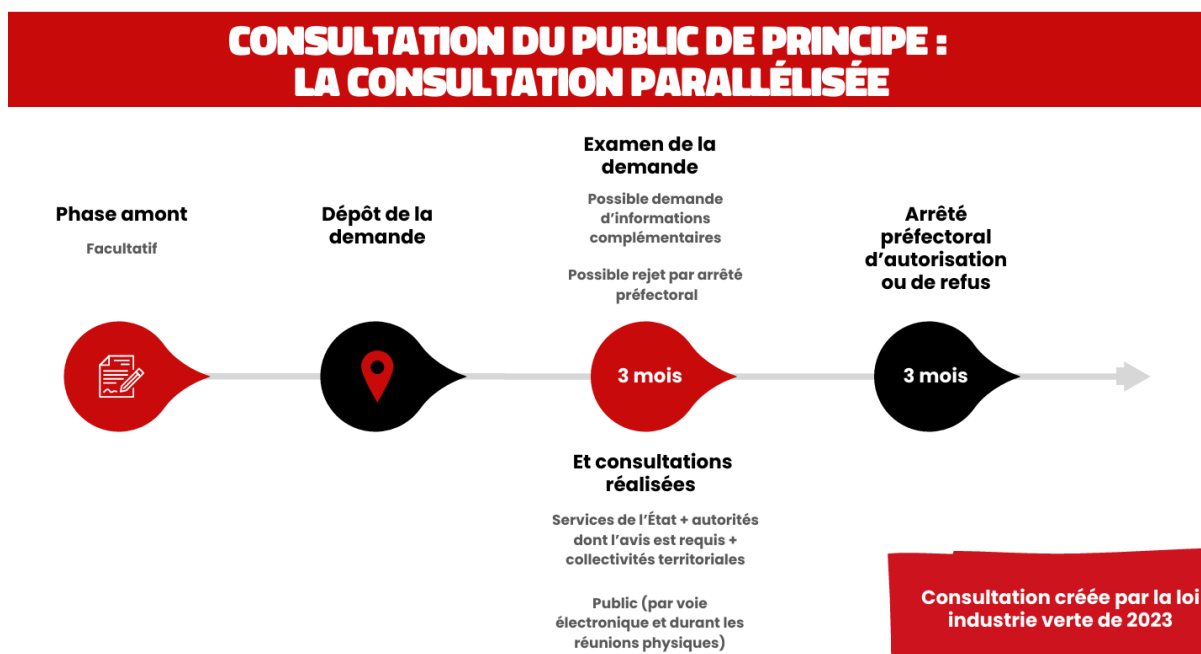 CONSULTATION DU PUBLIC DE PRINCIPE :
LA CONSULTATION PARALLÉLISÉE
Phase amont
Facultatif
Dépôt de la
demande
Examen de la
demande
Possible demande
d'informations
complémentaires
Possible rejet par arrêté
préfectoral
3 mois
Et consultations
réalisées
Services de l'État + autorités
dont l'avis est requis +
collectivités territoriales
Public (par voie
électronique et durant les
réunions physiques)
Arrêté
préfectoral
d'autorisation
ou de refus
3 mois
Consultation créée par la loi
industrie verte de 2023